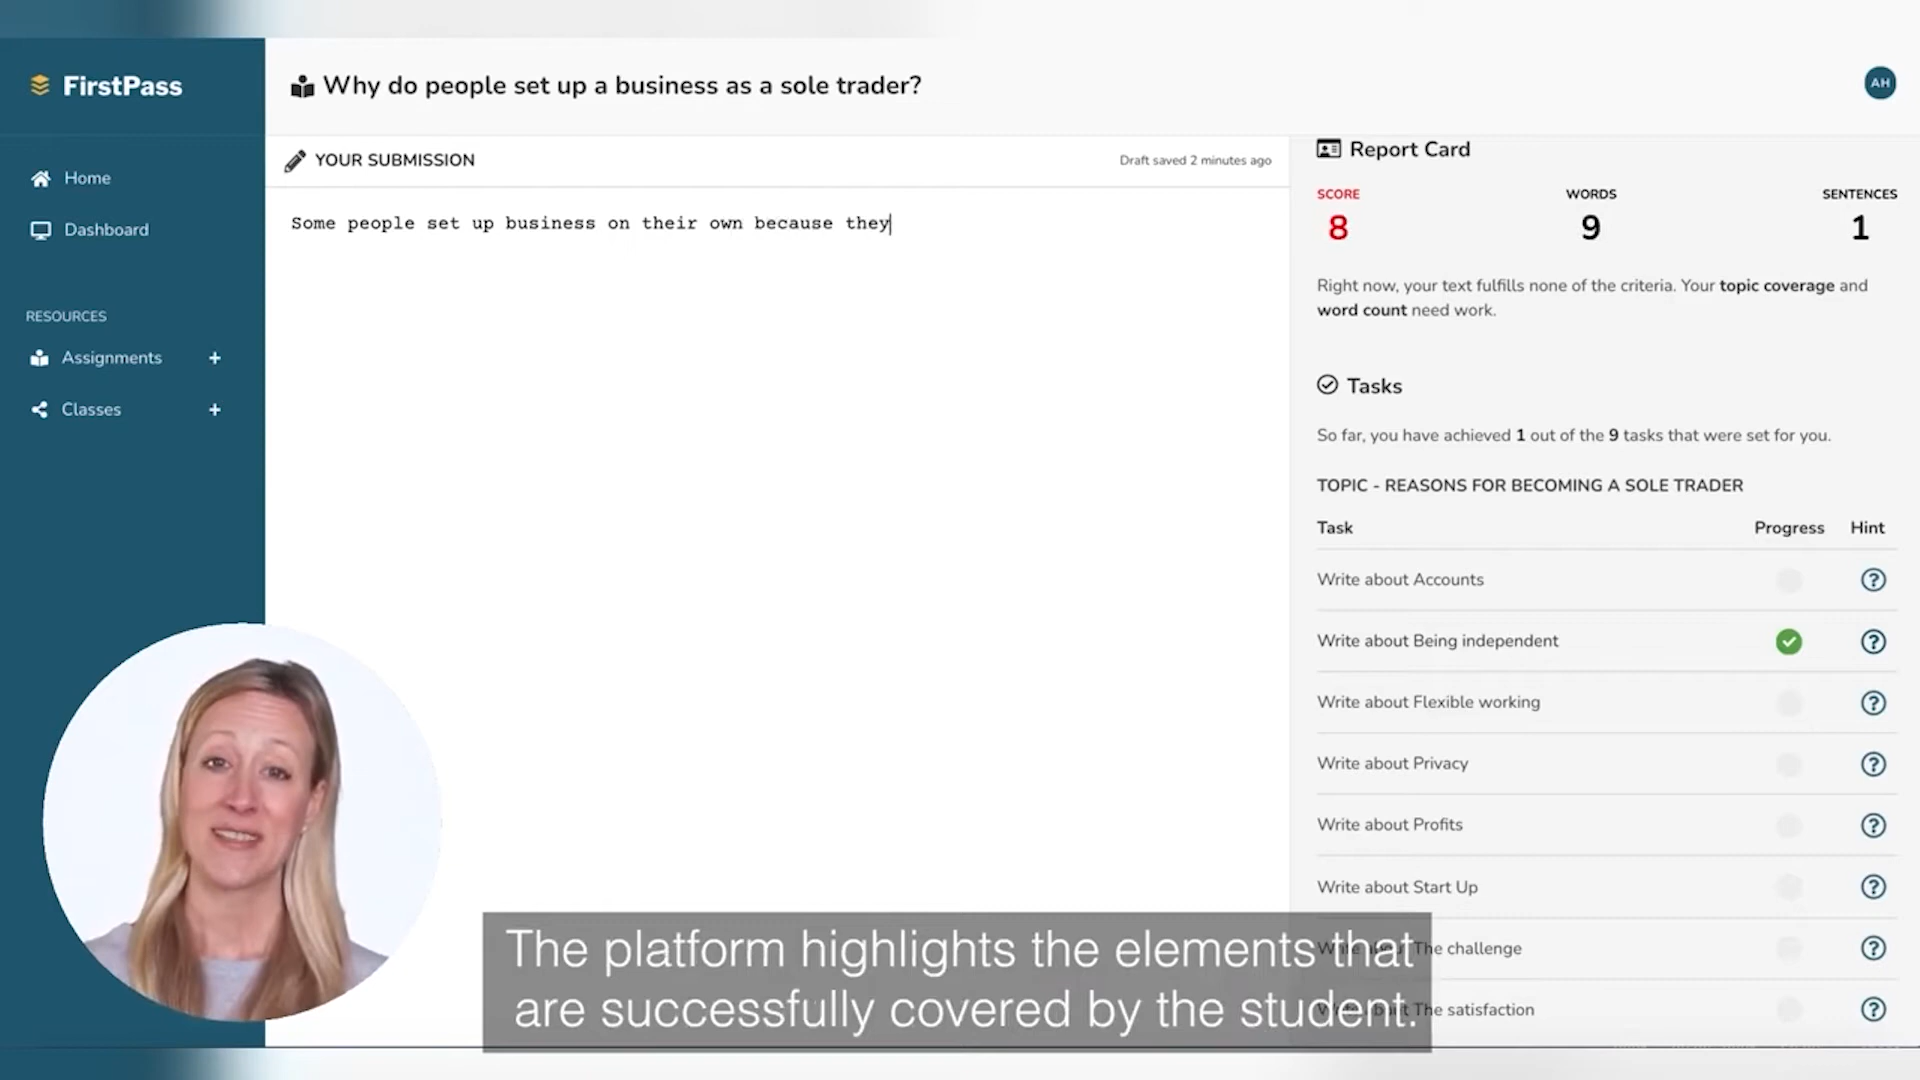 FirstPass
Why do people set up a business as a sole trader?
AH
Home
Dashboard
RESOURCES
Assignments +
Classes +
YOUR SUBMISSION
Draft saved 2 minutes ago
Some people set up business on their own because they
Report Card
SCORE WORDS SENTENCES
8 9 1
Right now, your text fulfills none of the criteria. Your topic coverage and
word count need work.
Tasks
So far, you have achieved 1 out of the 9 tasks that were set for you.
TOPIC - REASONS FOR BECOMING A SOLE TRADER
Task Progress Hint
Write about Accounts ?
Write about Being independent ?
Write about Flexible working ?
Write about Privacy ?
Write about Profits ?
Write about Start Up ?
Write about The challenge ?
Write about The satisfaction ?
The platform highlights the elements that
are successfully covered by the student.